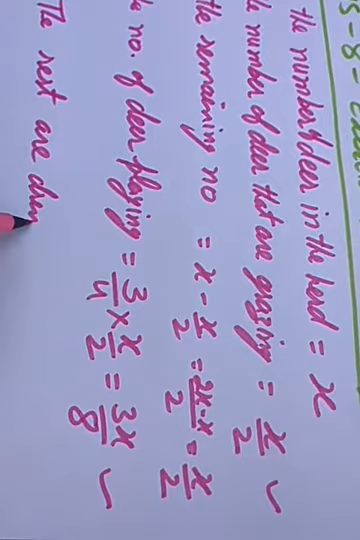 the number of deer in the herd = x
number of deer that are grazing = x/2 ✓
the remaining no = x - x/2 = 2x-x/2 = x/2
no. of deer playing = 3/4 × x/2 = 3x/8 ✓
The rest are